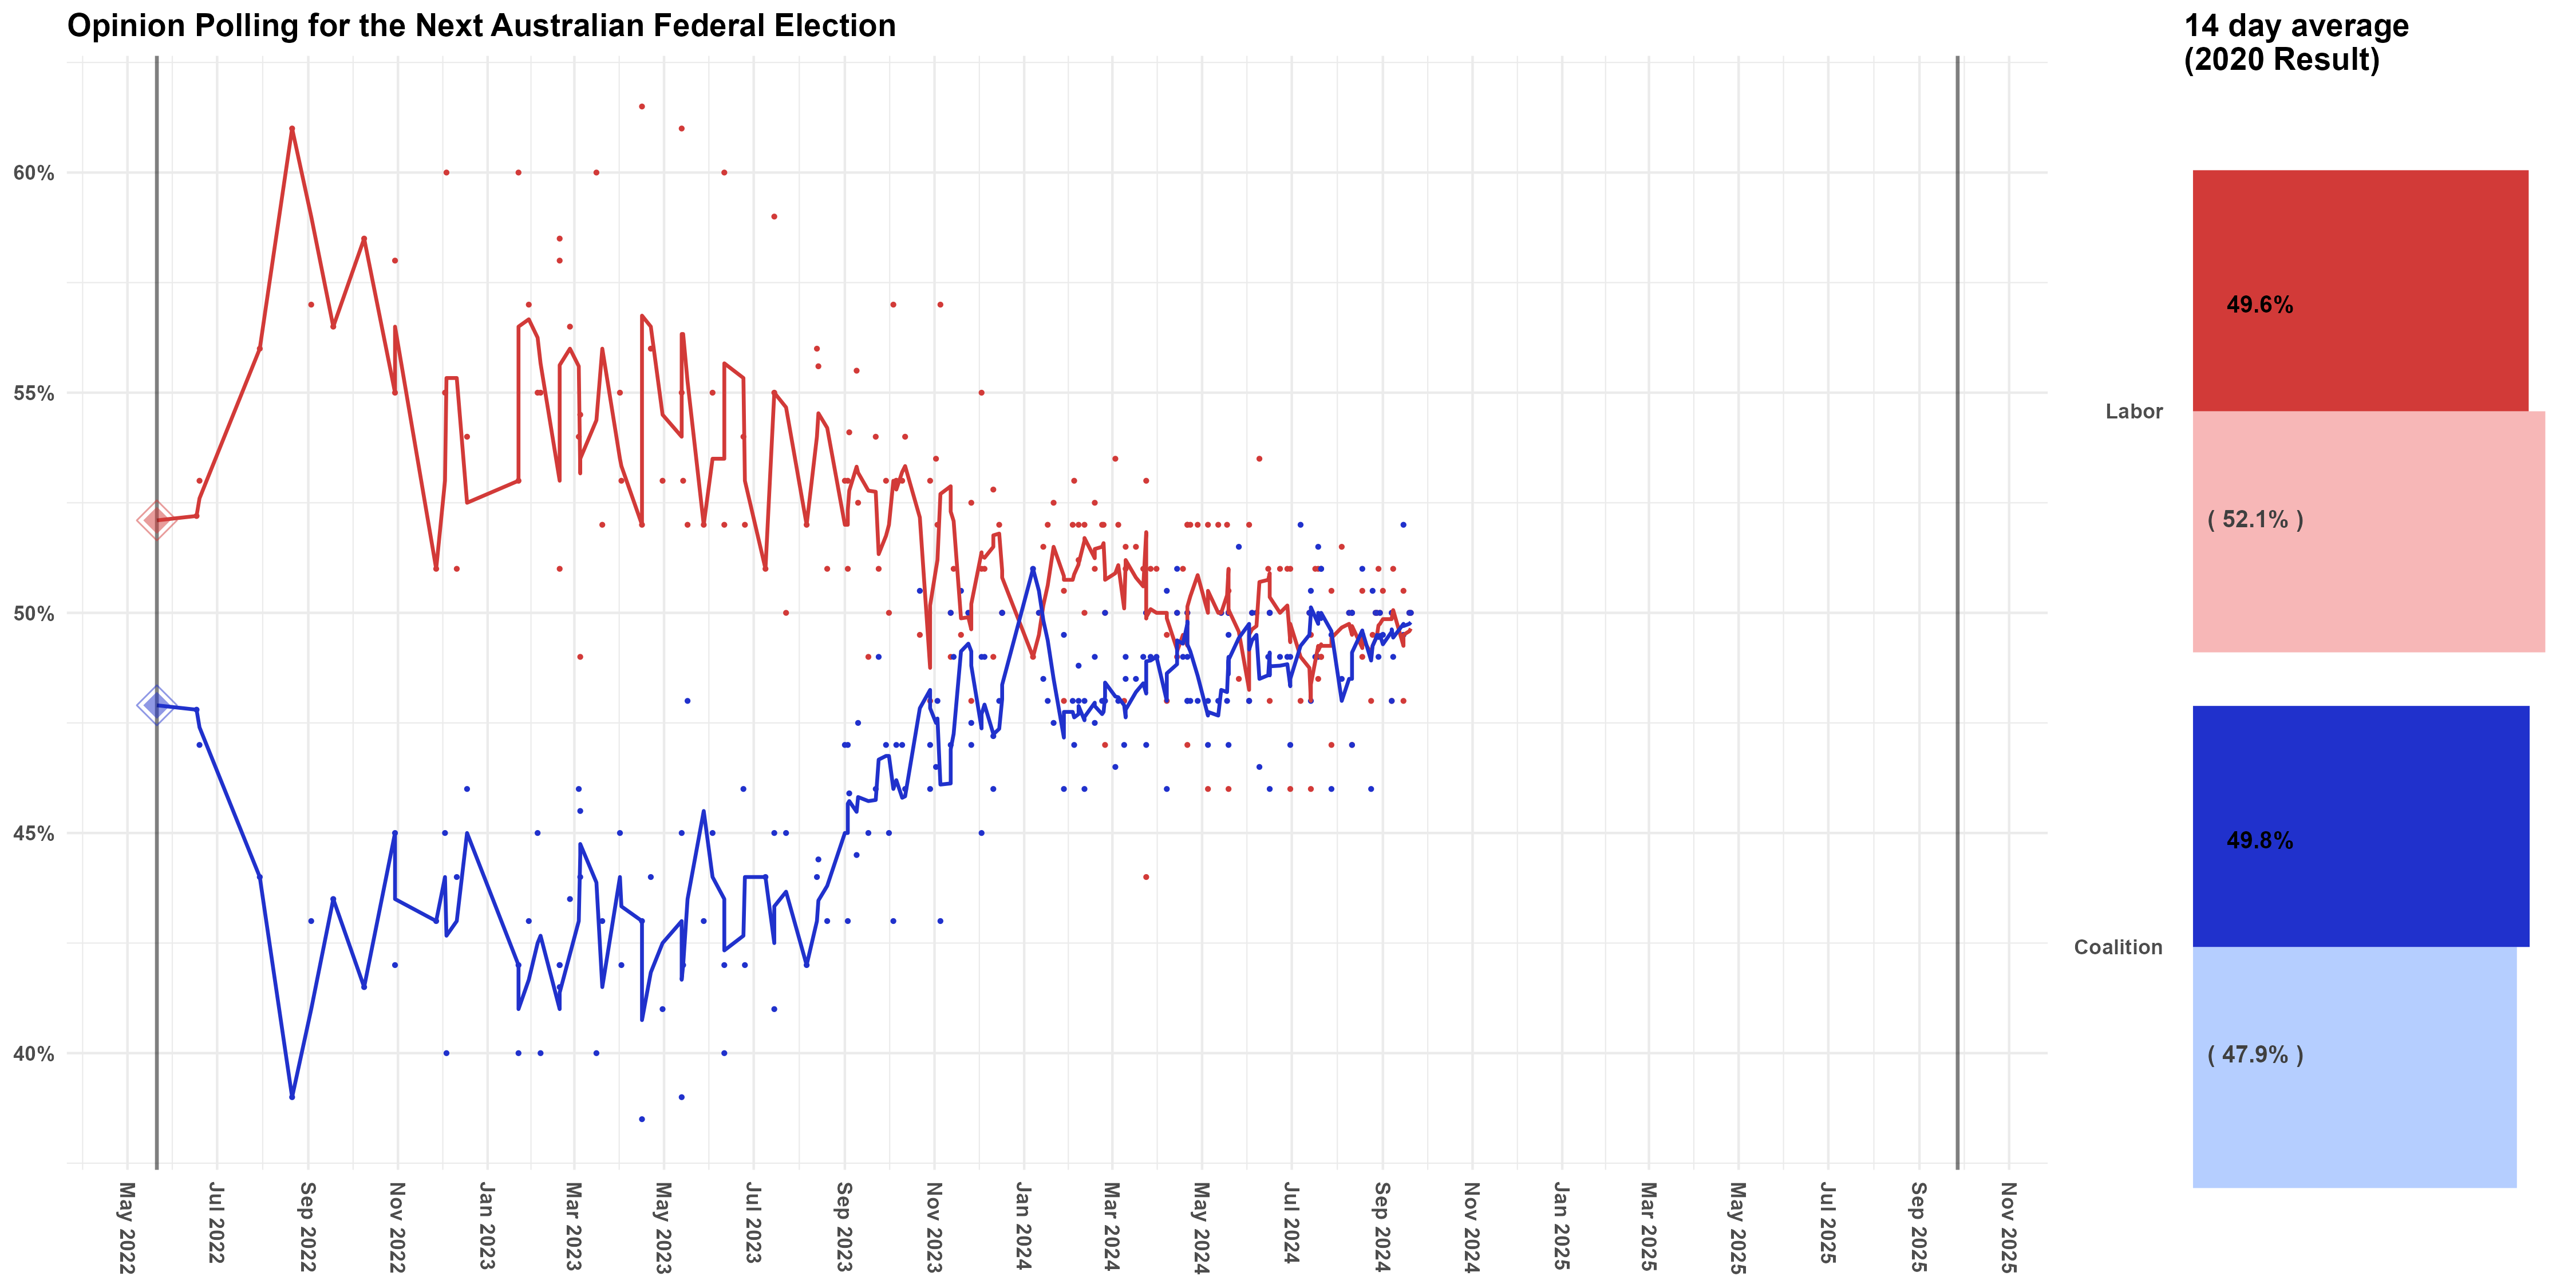 Opinion Polling for the Next Australian Federal Election
14 day average
(2020 Result)
60%
55%
50%
45%
40%
May 2022
Jul 2022
Sep 2022
Nov 2022
Jan 2023
Mar 2023
May 2023
Jul 2023
Sep 2023
Nov 2023
Jan 2024
Mar 2024
May 2024
Jul 2024
Sep 2024
Nov 2024
Jan 2025
Mar 2025
May 2025
Jul 2025
Sep 2025
Nov 2025
Labor
49.6%
( 52.1% )
Coalition
49.8%
( 47.9% )